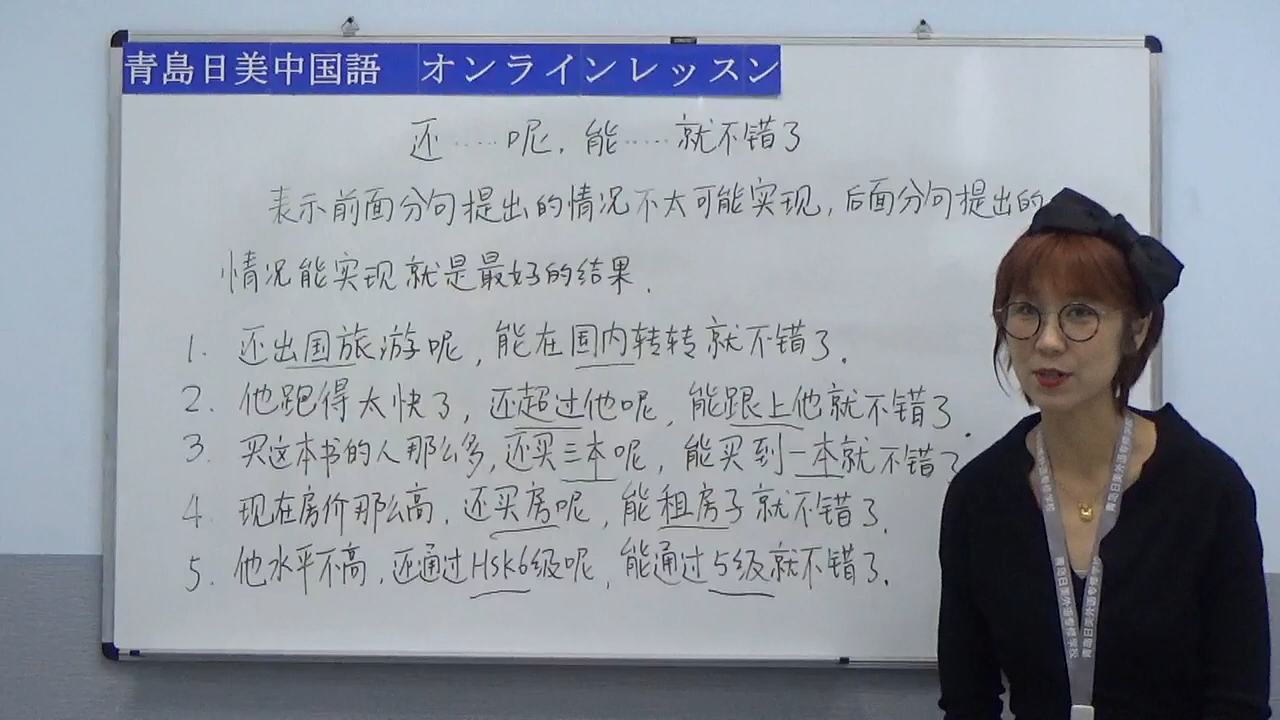 青島日美中国語 オンラインレッスン
还……呢，能……就不错了
表示前面分句提出的情况不太可能实现，后面分句提出的
情况能实现就是最好的结果.
1. 还出国旅游呢，能在国内转转就不错了.
2. 他跑得太快了，还超过他呢，能跟上他就不错了.
3. 买这本书的人那么多，还买三本呢，能买到一本就不错了
4. 现在房价那么高，还买房呢，能租房子就不错了.
5. 他水平不高，还通过HSK6级呢，能通过5级就不错了.